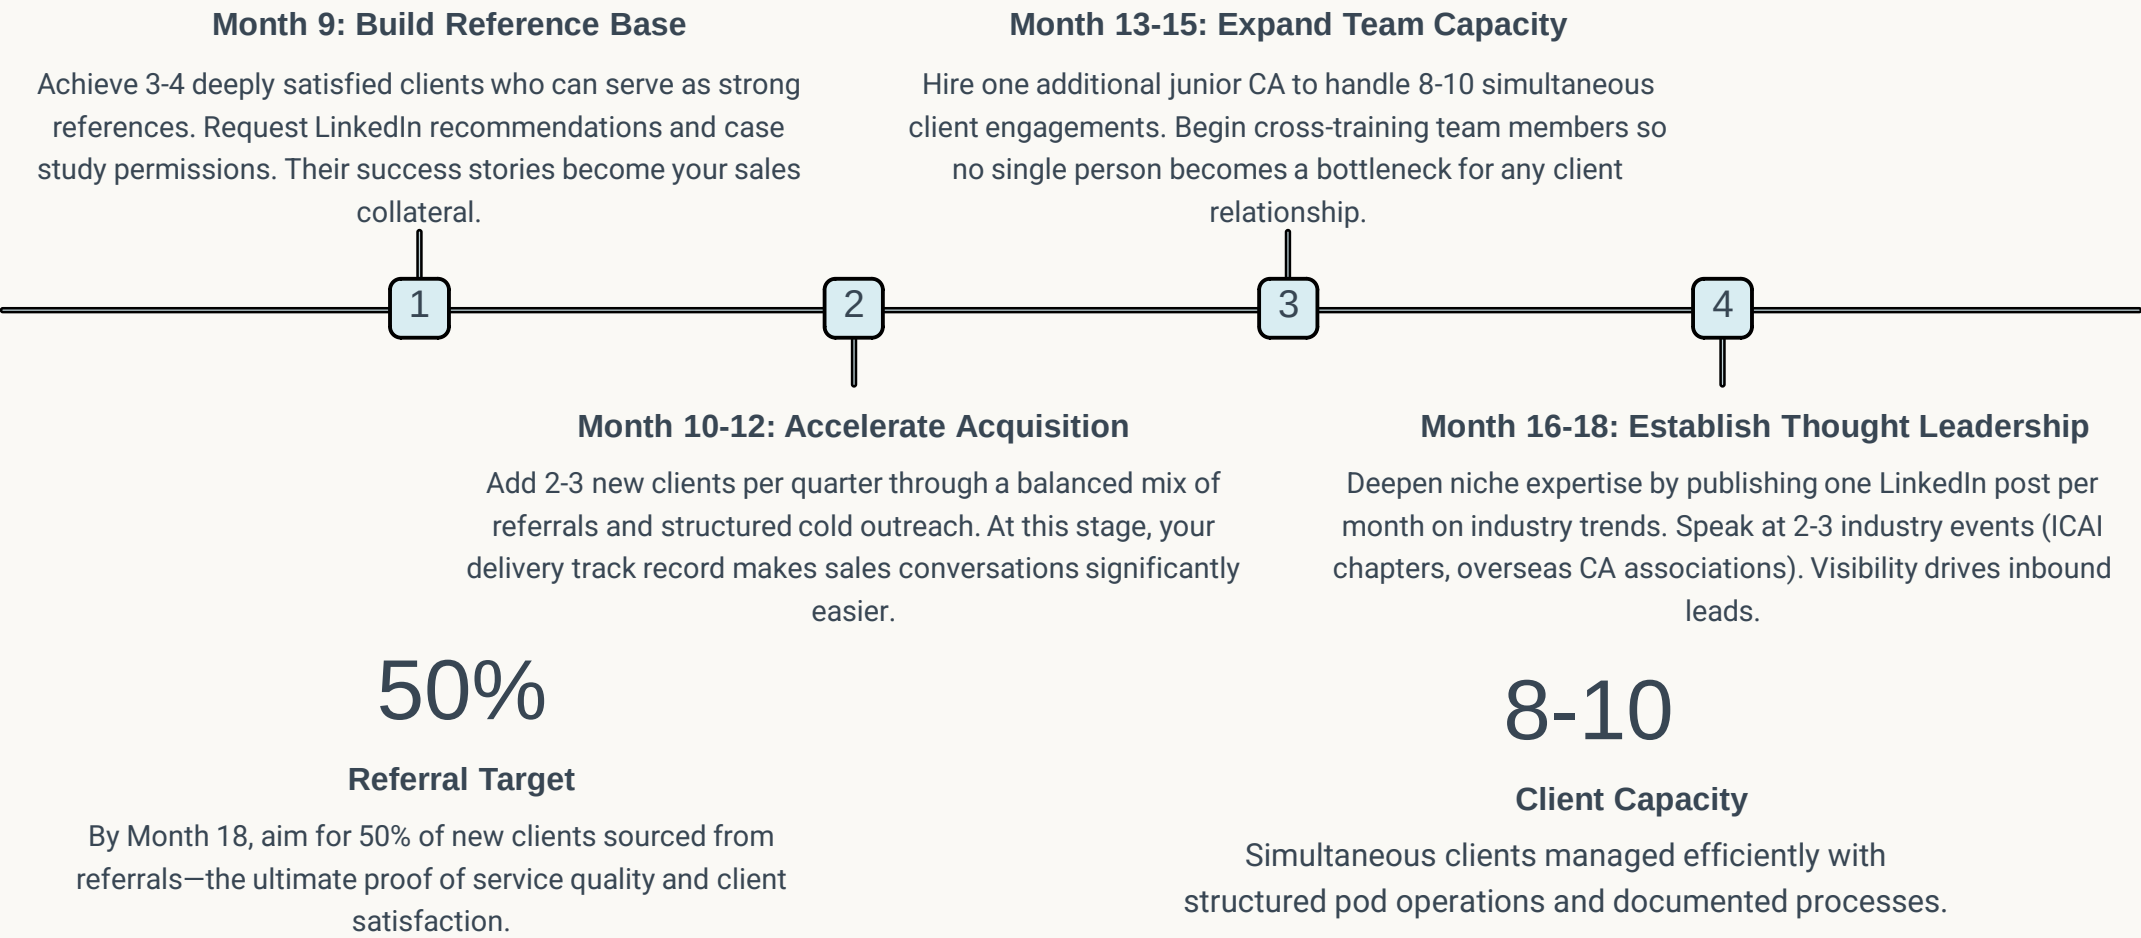 Month 9: Build Reference Base
Achieve 3-4 deeply satisfied clients who can serve as strong
references. Request LinkedIn recommendations and case
study permissions. Their success stories become your sales
collateral.
Month 13-15: Expand Team Capacity
Hire one additional junior CA to handle 8-10 simultaneous
client engagements. Begin cross-training team members so
no single person becomes a bottleneck for any client
relationship.
1
2
3
4
Month 10-12: Accelerate Acquisition
Add 2-3 new clients per quarter through a balanced mix of
referrals and structured cold outreach. At this stage, your
delivery track record makes sales conversations significantly
easier.
Month 16-18: Establish Thought Leadership
Deepen niche expertise by publishing one LinkedIn post per
month on industry trends. Speak at 2-3 industry events (ICAI
chapters, overseas CA associations). Visibility drives inbound
leads.
50%
Referral Target
By Month 18, aim for 50% of new clients sourced from
referrals—the ultimate proof of service quality and client
satisfaction.
8-10
Client Capacity
Simultaneous clients managed efficiently with
structured pod operations and documented processes.